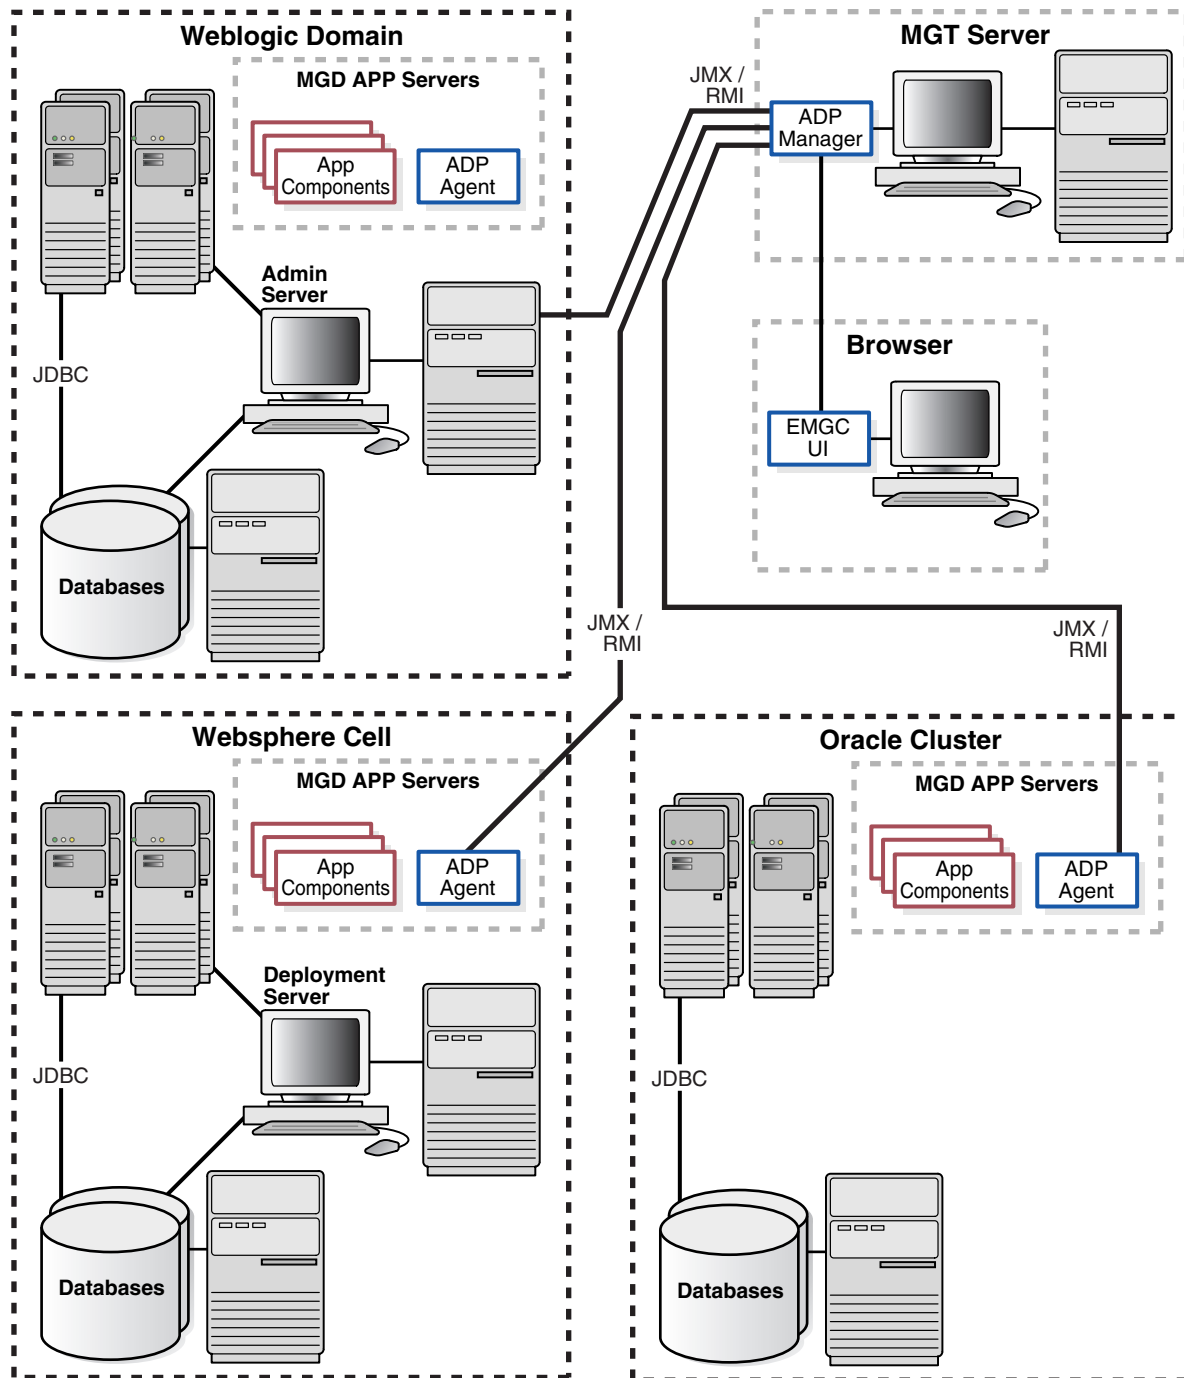 Weblogic Domain
MGD APP Servers
App
Components
ADP
Agent
Admin
Server
JDBC
Databases
JMX /
RMI
MGT Server
ADP
Manager
Browser
EMGC
UI
JMX /
RMI
JMX /
RMI
Websphere Cell
MGD APP Servers
App
Components
ADP
Agent
Deployment
Server
JDBC
Databases
Oracle Cluster
MGD APP Servers
App
Components
ADP
Agent
JDBC
Databases